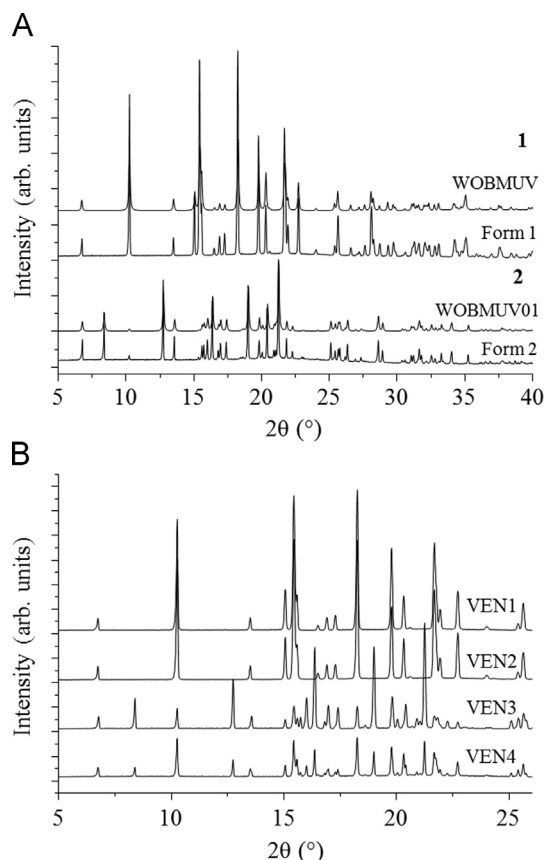 A
Intensity (arb. units)
1
WOBMUV
Form 1
2
WOBMUV01
Form 2
5 10 15 20 25 30 35 40
2θ (°)
B
Intensity (arb. units)
VEN1
VEN2
VEN3
VEN4
5 10 15 20 25
2θ (°)